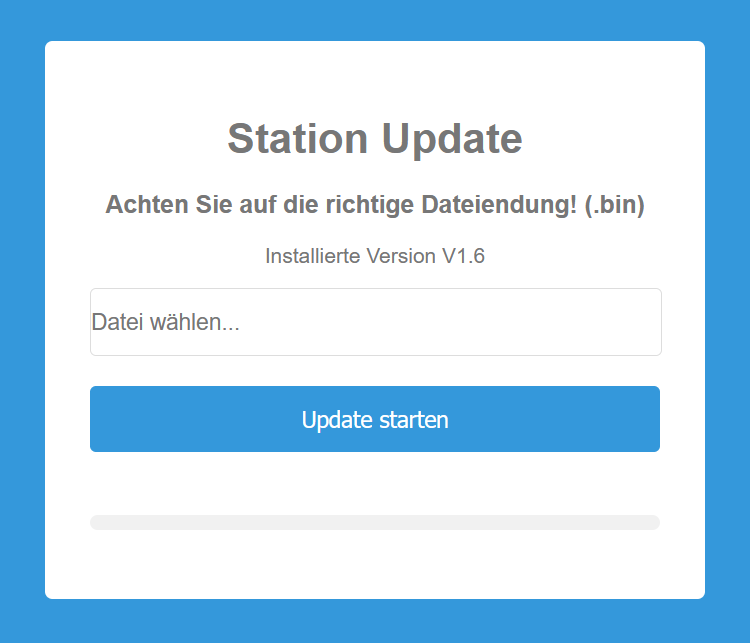 Station Update
Achten Sie auf die richtige Dateiendung! (.bin)
Installierte Version V1.6
Datei wählen...
Update starten